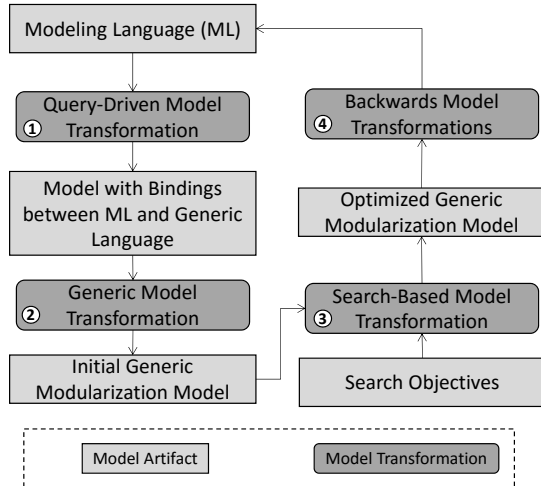 Modeling Language (ML)
① Query-Driven Model
Transformation
Model with Bindings
between ML and Generic
Language
② Generic Model
Transformation
Initial Generic
Modularization Model
Backwards Model
④ Transformations
Optimized Generic
Modularization Model
Search-Based Model
③ Transformation
Search Objectives
Model Artifact
Model Transformation